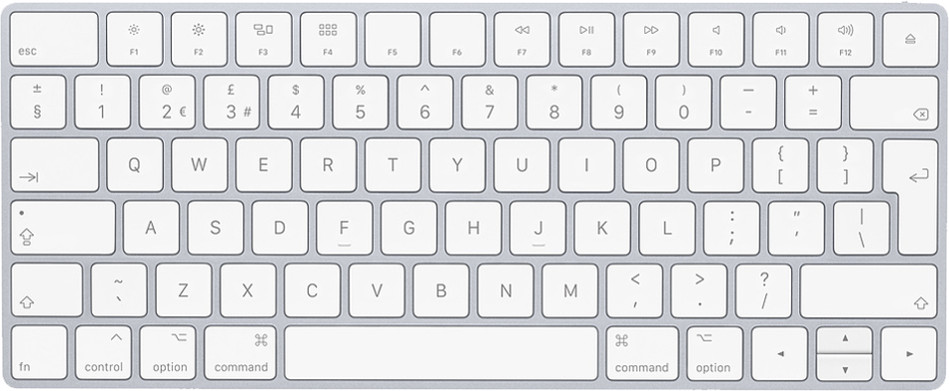 esc F1 F2 F3 F4 F5 F6 F7 F8 F9 F10 F11 F12
± ! @ £ $ % ^ & * ( ) — +
§ 1 2 € 3 # 4 5 6 7 8 9 0 - =
Q W E R T Y U I O P { }
[ ]
A S D F G H J K L : " |
; ' \
~ Z X C V B N M < > ?
` , . /
fn control option command command option